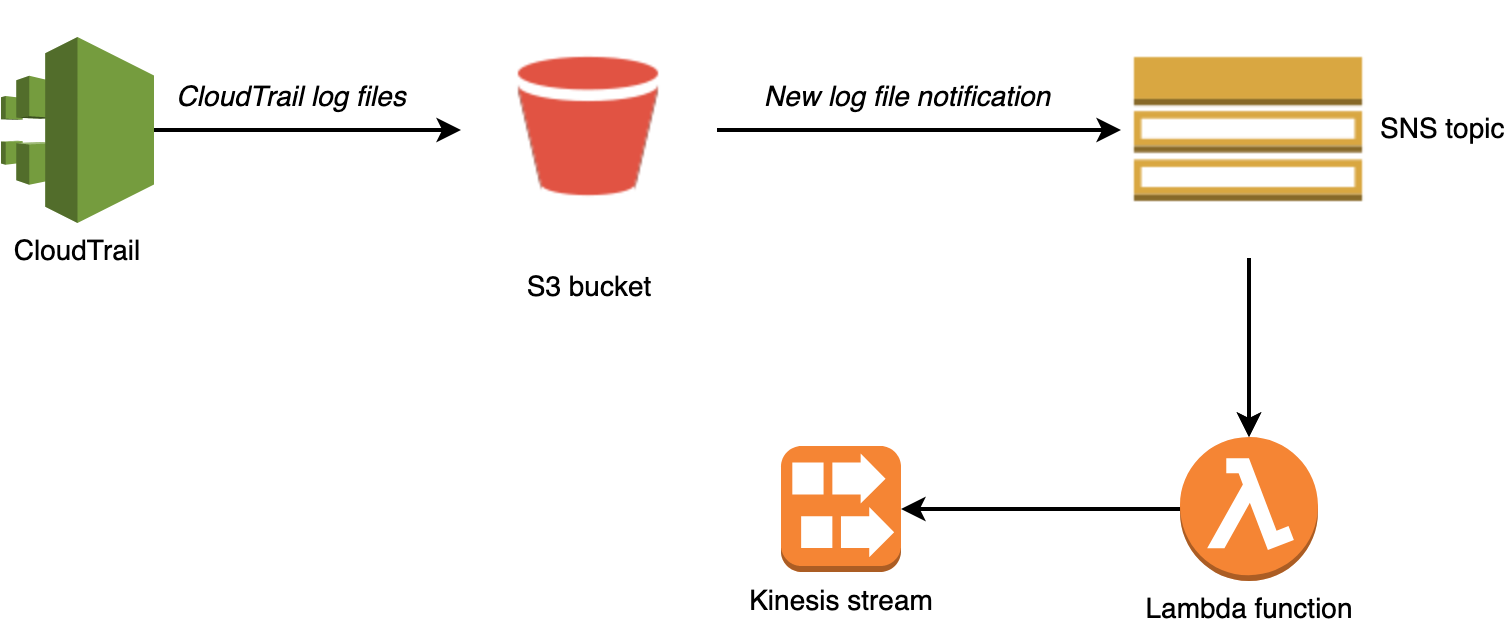 CloudTrail log files
New log file notification
SNS topic
CloudTrail
S3 bucket
Kinesis stream
Lambda function